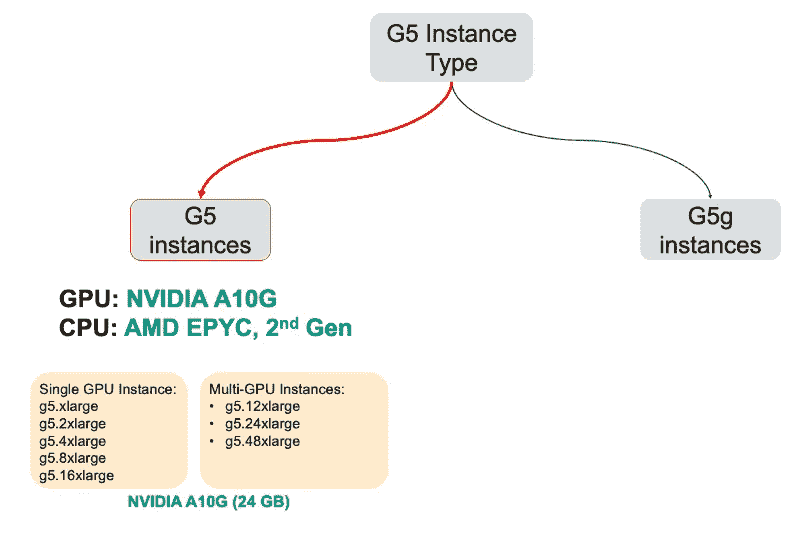 G5 Instance
Type
G5
instances
G5g
instances
GPU: NVIDIA A10G
CPU: AMD EPYC, 2nd Gen
Single GPU Instance:
g5.xlarge
g5.2xlarge
g5.4xlarge
g5.8xlarge
g5.16xlarge
Multi-GPU Instances:
• g5.12xlarge
• g5.24xlarge
• g5.48xlarge
NVIDIA A10G (24 GB)